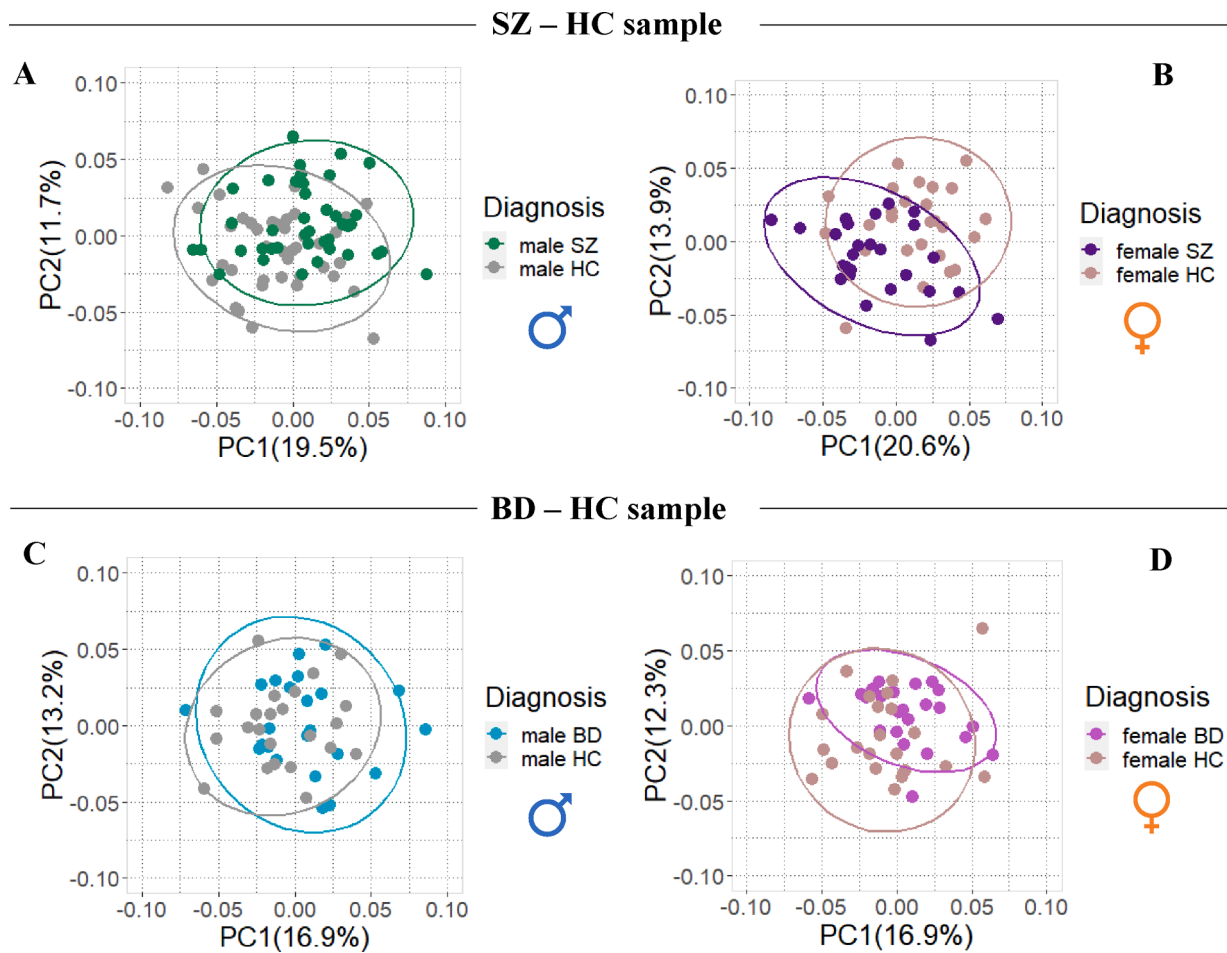 SZ – HC sample
A
B
0.10
0.05
0.00
-0.05
-0.10
PC2(11.7%)
-0.10 -0.05 0.00 0.05 0.10
PC1(19.5%)
Diagnosis
male SZ
male HC
0.10
0.05
0.00
-0.05
-0.10
PC2(13.9%)
-0.10 -0.05 0.00 0.05 0.10
PC1(20.6%)
Diagnosis
female SZ
female HC
BD – HC sample
C
D
0.10
0.05
0.00
-0.05
-0.10
PC2(13.2%)
-0.10 -0.05 0.00 0.05 0.10
PC1(16.9%)
Diagnosis
male BD
male HC
0.10
0.05
0.00
-0.05
-0.10
PC2(12.3%)
-0.10 -0.05 0.00 0.05 0.10
PC1(16.9%)
Diagnosis
female BD
female HC